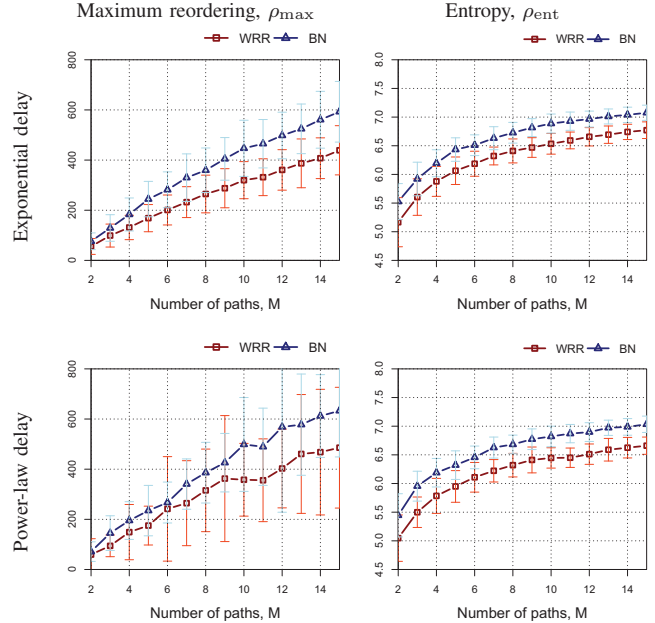 Maximum reordering, ρmax
Entropy, ρent
Exponential delay
WRR BN
0 200 400 600 800
2 4 6 8 10 12 14
Number of paths, M
WRR BN
4.5 5.0 5.5 6.0 6.5 7.0 7.5 8.0
2 4 6 8 10 12 14
Number of paths, M
Power-law delay
WRR BN
0 200 400 600 800
2 4 6 8 10 12 14
Number of paths, M
WRR BN
4.5 5.0 5.5 6.0 6.5 7.0 7.5 8.0
2 4 6 8 10 12 14
Number of paths, M